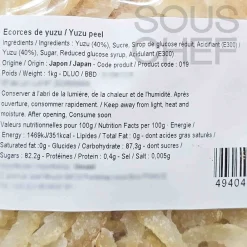 SOUS
CHEF
Ecorces de yuzu / Yuzu peel
Ingrédients / Ingredients : Yuzu (40%), Sucre, Sirop de glucose réduit, Acidifiant (E300) /
Yuzu (40%), Sugar, Reduced glucose syrup, Acidulant (E300)
Origine / Origin : Japon / Japan - Code produit / Product code : 019
Poids / Weight : 1kg - DLUO / BBD
Conserver à l'abri de la lumière, de la chaleur et de l'humidité. Après
ouverture, consommer rapidement. / Keep away from light, heat and
moisture. After opening, Consume soon
Valeurs nutritionnelles pour 100g / Nutrition Facts per 100g - Energie /
Energy : 1469kJ/351kcal - Lipides / Total Fat : 0g - dont acides gras saturés /
Saturated fat: 0g - Glucides / Carbohydrate : 87,3g - dont sucres /
Sugars : 82.2g - Protéines / Protein : 0,4g - Sel / Salt : 0,005g
49404